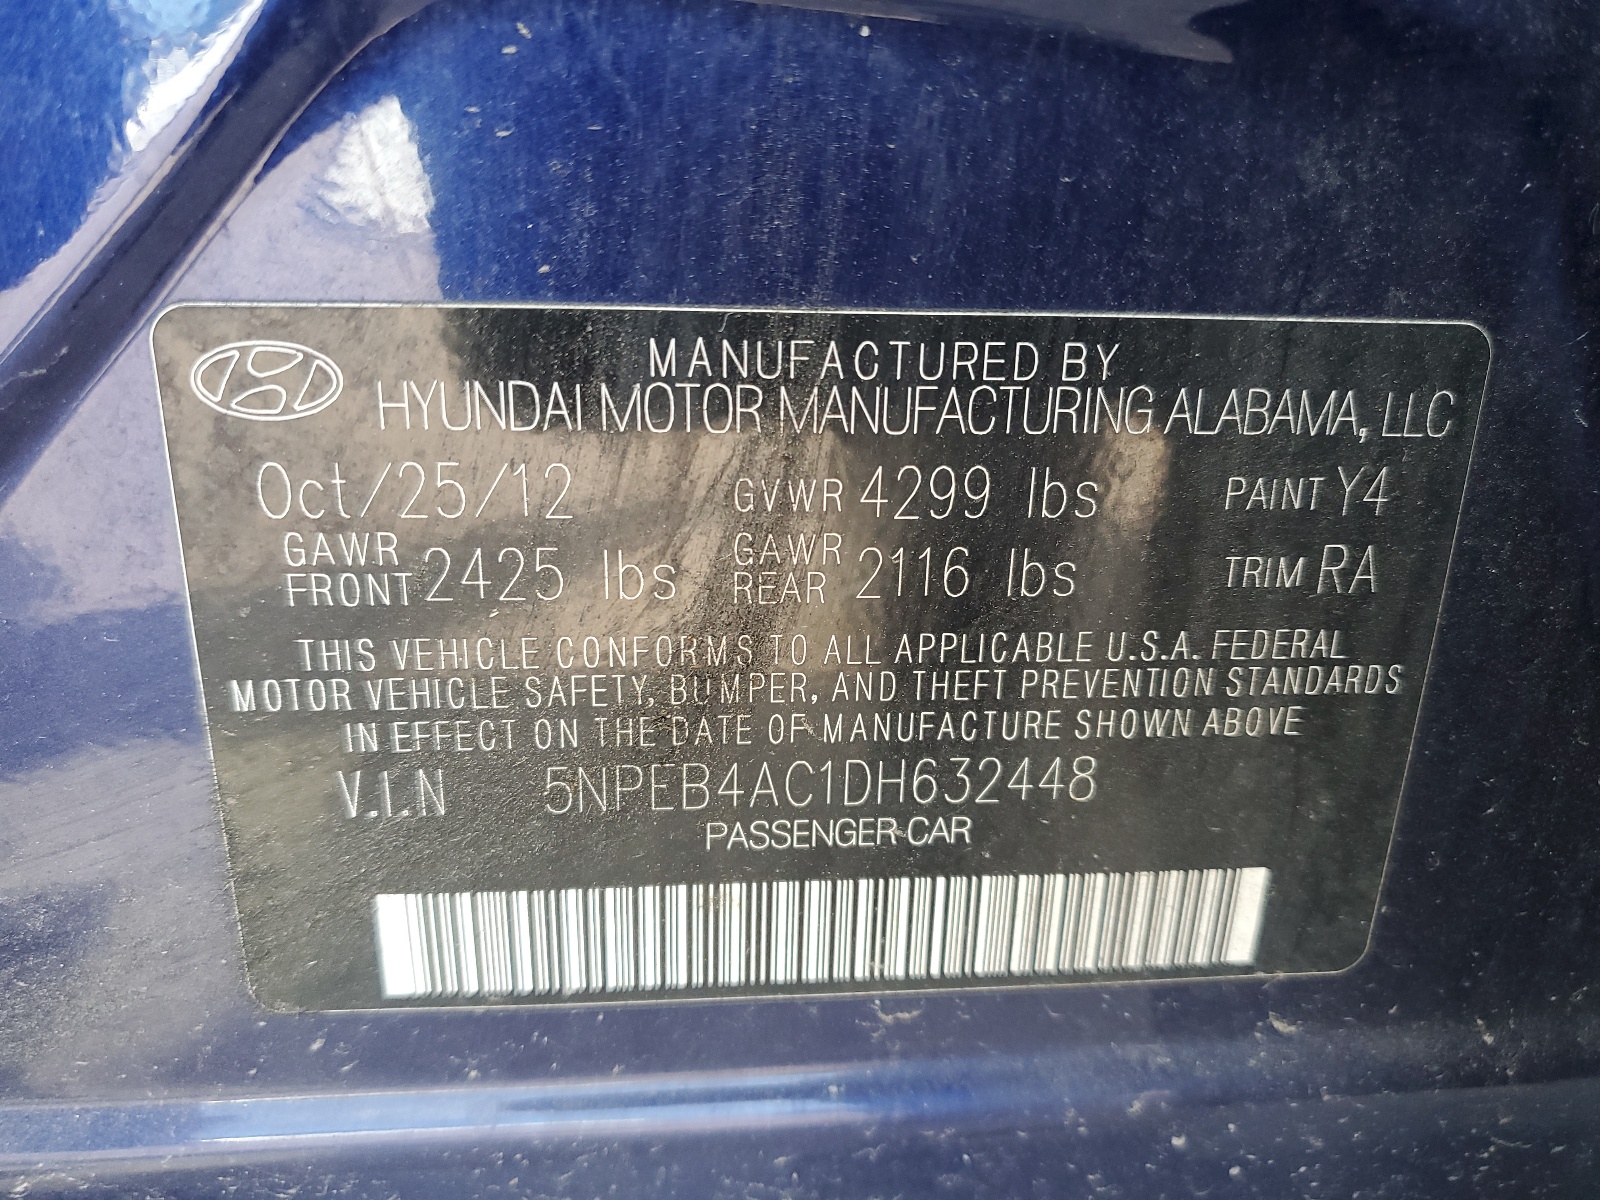 MANUFACTURED BY
HYUNDAI MOTOR MANUFACTURING ALABAMA, LLC
Oct/25/12 GVWR 4299 lbs PAINT Y4
GAWR FRONT 2425 lbs GAWR REAR 2116 lbs TRIM RA
THIS VEHICLE CONFORMS TO ALL APPLICABLE U.S.A. FEDERAL
MOTOR VEHICLE SAFETY, BUMPER, AND THEFT PREVENTION STANDARDS
IN EFFECT ON THE DATE OF MANUFACTURE SHOWN ABOVE
V.I.N 5NPEB4AC1DH632448
PASSENGER CAR